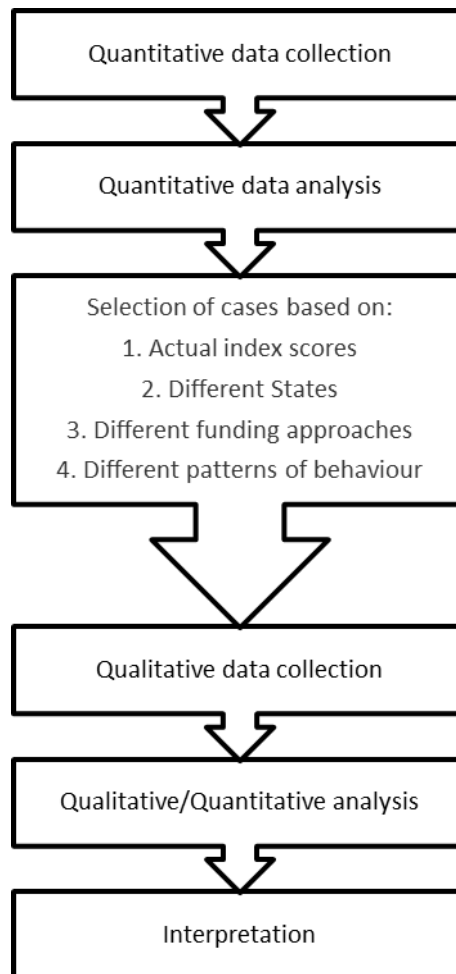 Quantitative data collection
Quantitative data analysis
Selection of cases based on:
1. Actual index scores
2. Different States
3. Different funding approaches
4. Different patterns of behaviour
Qualitative data collection
Qualitative/Quantitative analysis
Interpretation